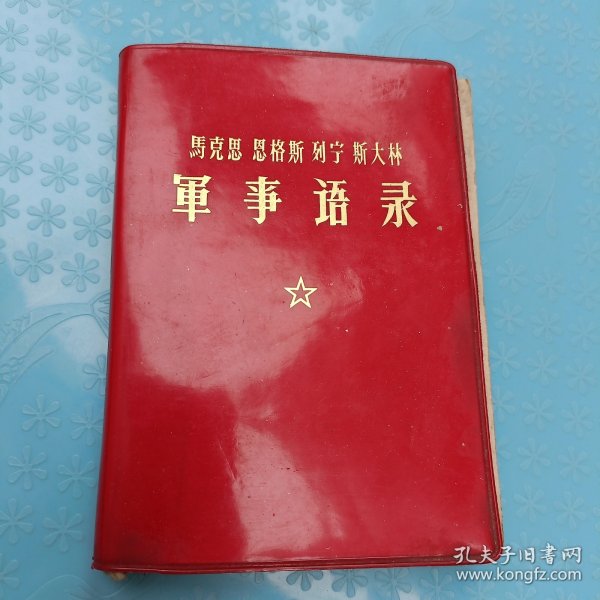 馬克思 恩格斯 列宁 斯大林
軍事语录
孔夫子旧書网
www.kongfz.com